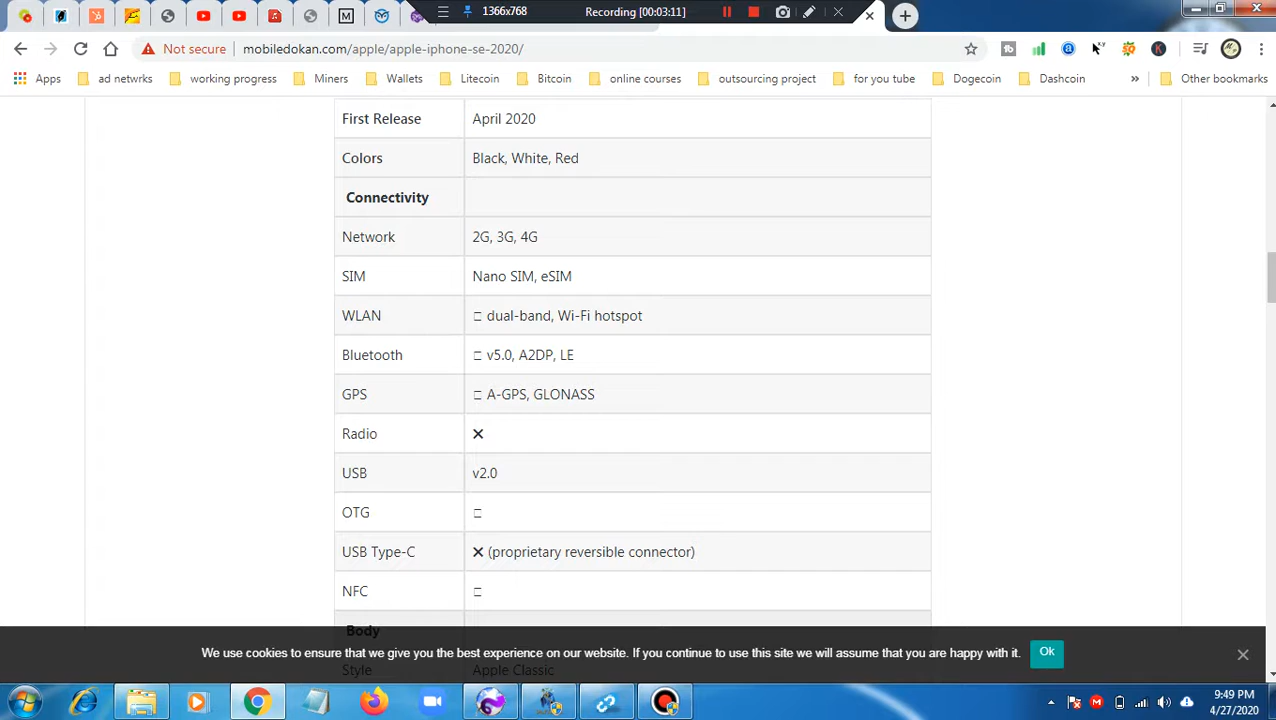 1366x768 Recording [00:03:11]
Not secure mobiledokan.com/apple/apple-iphone-se-2020/
Apps ad netwrks working progress Miners Wallets Litecoin Bitcoin online courses outsourcing project for you tube Dogecoin Dashcoin » Other bookmarks
First Release April 2020
Colors Black, White, Red
Connectivity
Network 2G, 3G, 4G
SIM Nano SIM, eSIM
WLAN □ dual-band, Wi-Fi hotspot
Bluetooth □ v5.0, A2DP, LE
GPS □ A-GPS, GLONASS
Radio ✕
USB v2.0
OTG □
USB Type-C ✕ (proprietary reversible connector)
NFC □
Body
We use cookies to ensure that we give you the best experience on our website. If you continue to use this site we will assume that you are happy with it. Ok
Style Apple Classic
9:49 PM
4/27/2020